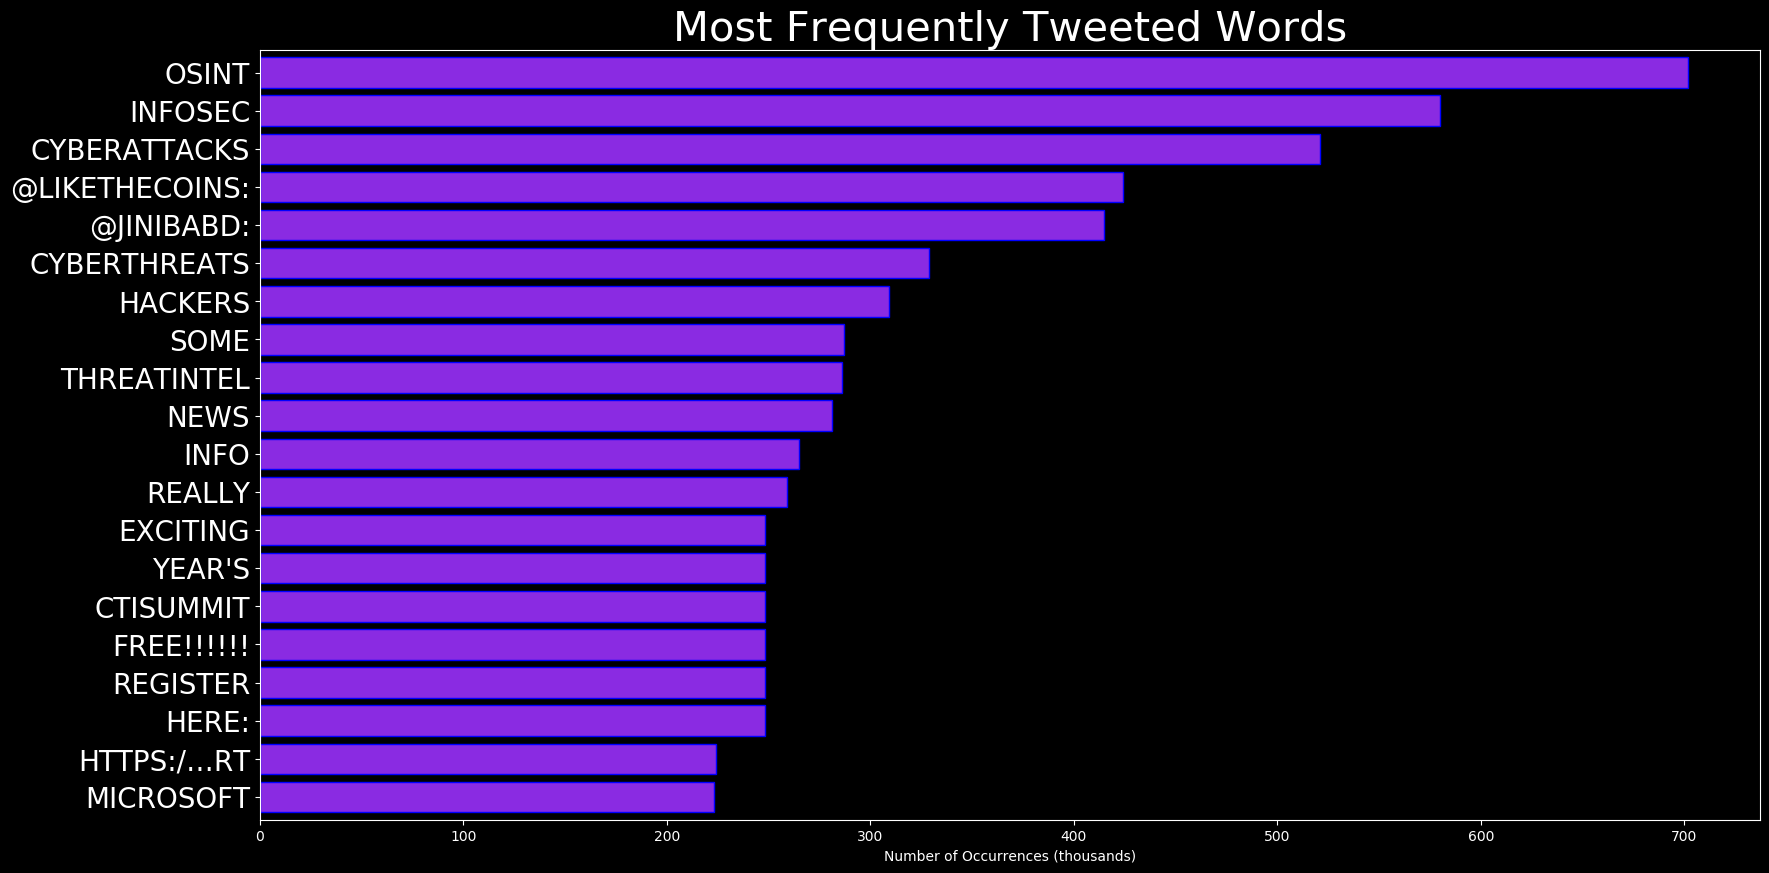 Most Frequently Tweeted Words
OSINT
INFOSEC
CYBERATTACKS
@LIKETHECOINS:
@JINIBABD:
CYBERTHREATS
HACKERS
SOME
THREATINTEL
NEWS
INFO
REALLY
EXCITING
YEAR'S
CTISUMMIT
FREE!!!!!!
REGISTER
HERE:
HTTPS:/…RT
MICROSOFT
0 100 200 300 400 500 600 700
Number of Occurrences (thousands)